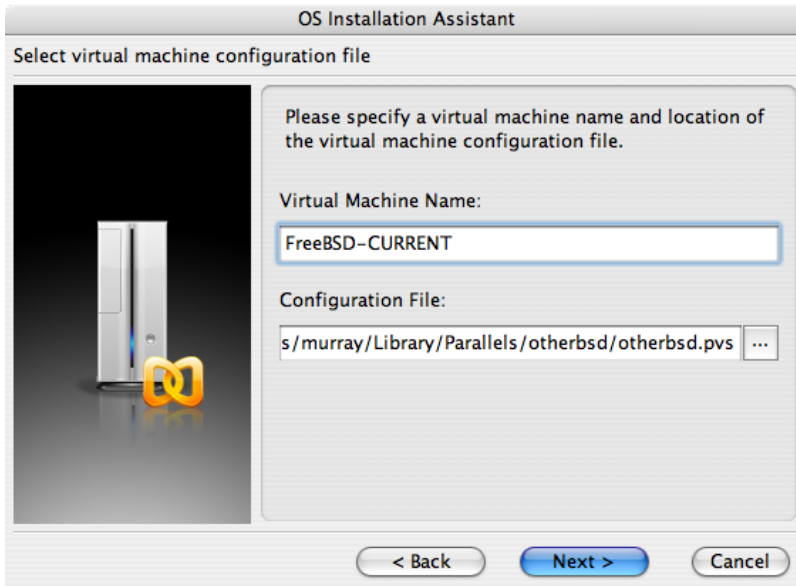 OS Installation Assistant
Select virtual machine configuration file
Please specify a virtual machine name and location of
the virtual machine configuration file.
Virtual Machine Name:
FreeBSD-CURRENT
Configuration File:
s/murray/Library/Parallels/otherbsd/otherbsd.pvs ...
< Back Next > Cancel